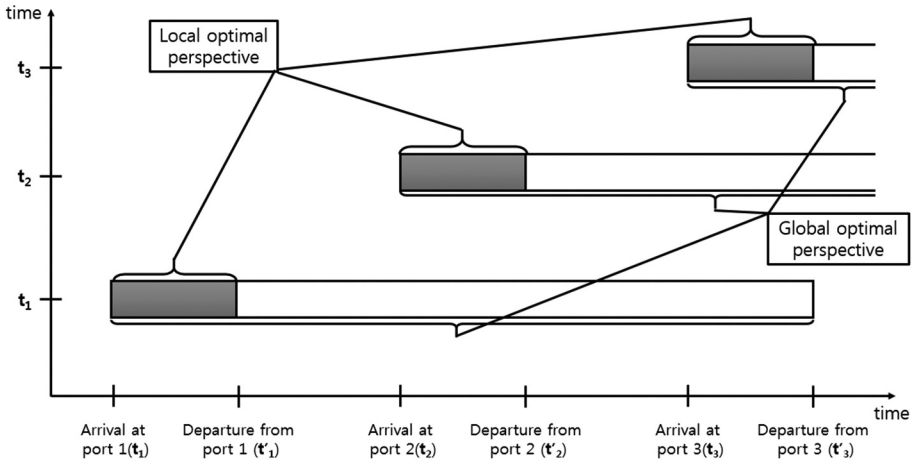 time
Local optimal
perspective
t3
t2
Global optimal
perspective
t1
time
Arrival at
port 1(t1)
Departure from
port 1 (t′1)
Arrival at
port 2(t2)
Departure from
port 2 (t′2)
Arrival at
port 3(t3)
Departure from
port 3 (t′3)